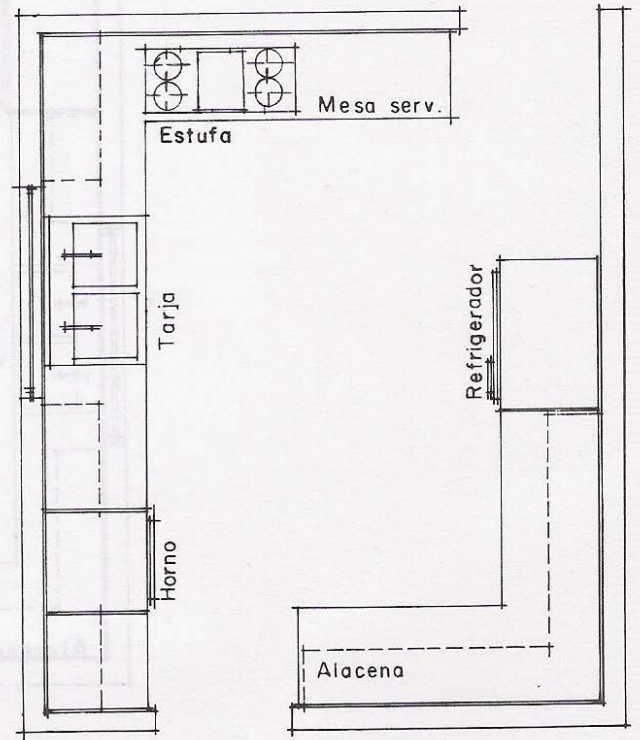 Mesa serv.
Estufa
Tarja
Refrigerador
Horno
Alacena